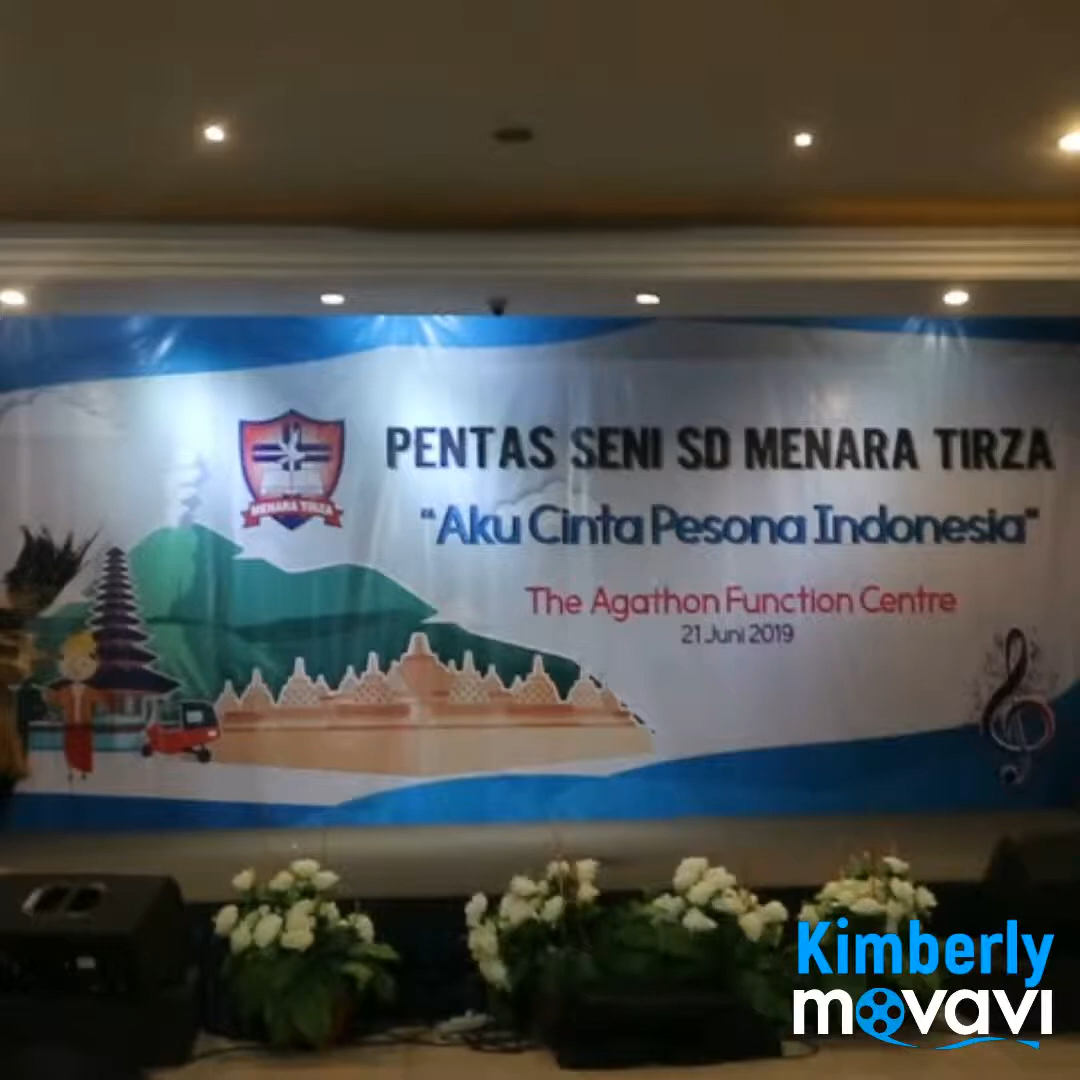 PENTAS SENI SD MENARA TIRZA
MENARA TIRZA
"Aku Cinta Pesona Indonesia"
The Agathon Function Centre
21 Juni 2019
Kimberly
movavi